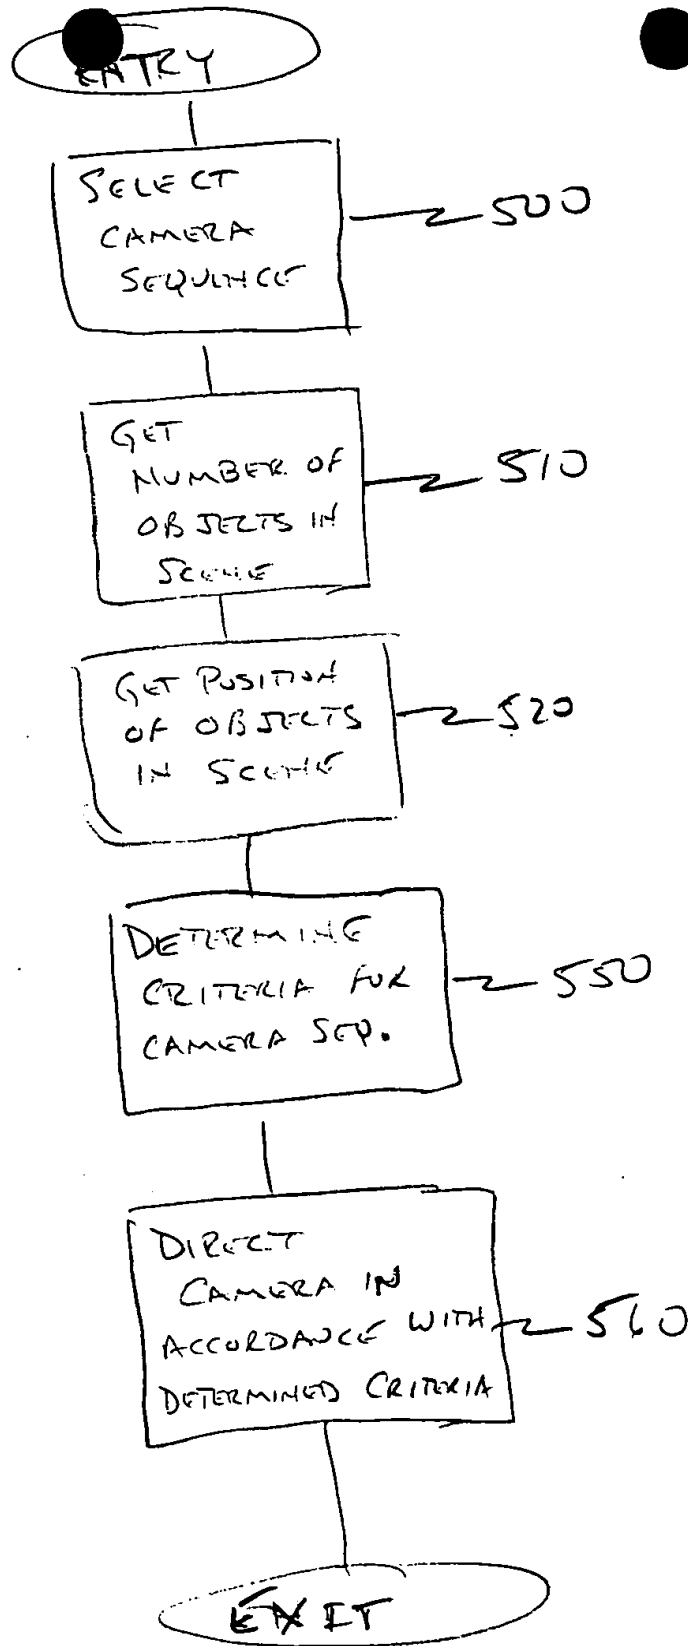 ENTRY
SELECT
CAMERA
SEQUENCE
500
GET
NUMBER OF
OBJECTS IN
SCENE
510
GET POSITION
OF OBJECTS
IN SCENE
520
DETERMINE
CRITERIA FOR
CAMERA SEQ.
550
DIRECT
CAMERA IN
ACCORDANCE WITH
DETERMINED CRITERIA
560
EXIT